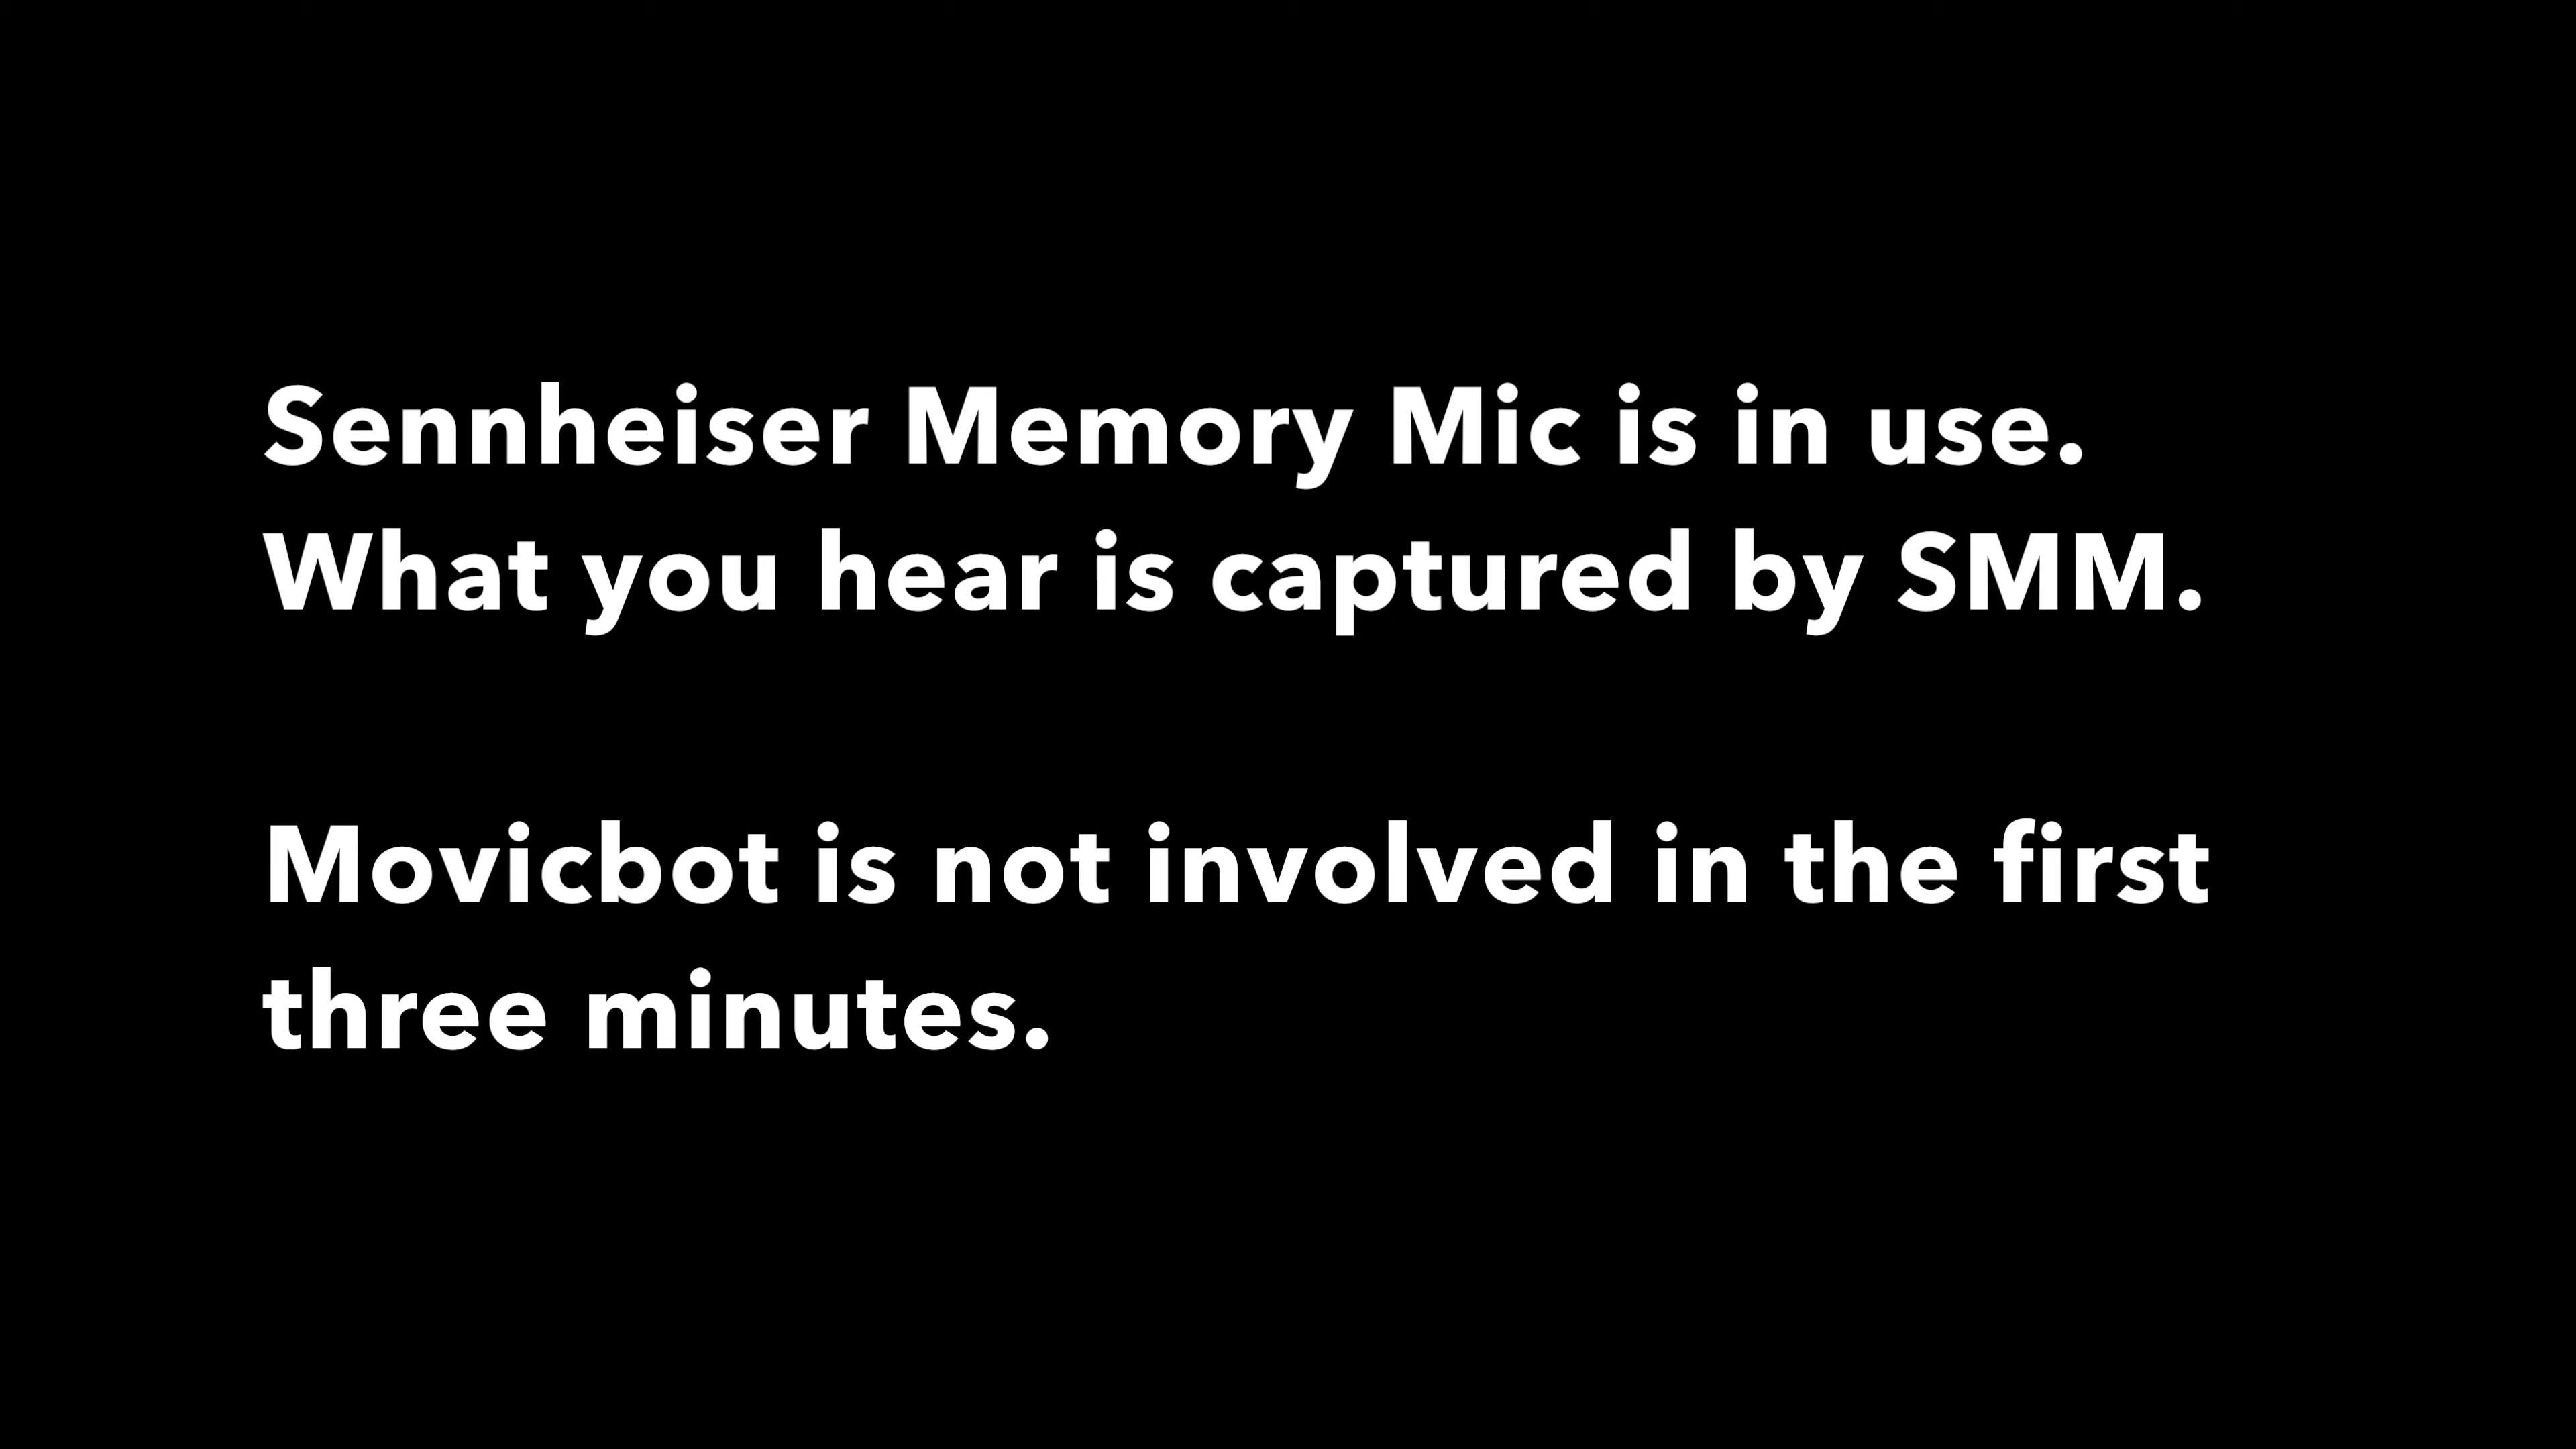 Sennheiser Memory Mic is in use.
What you hear is captured by SMM.
Movicbot is not involved in the first
three minutes.